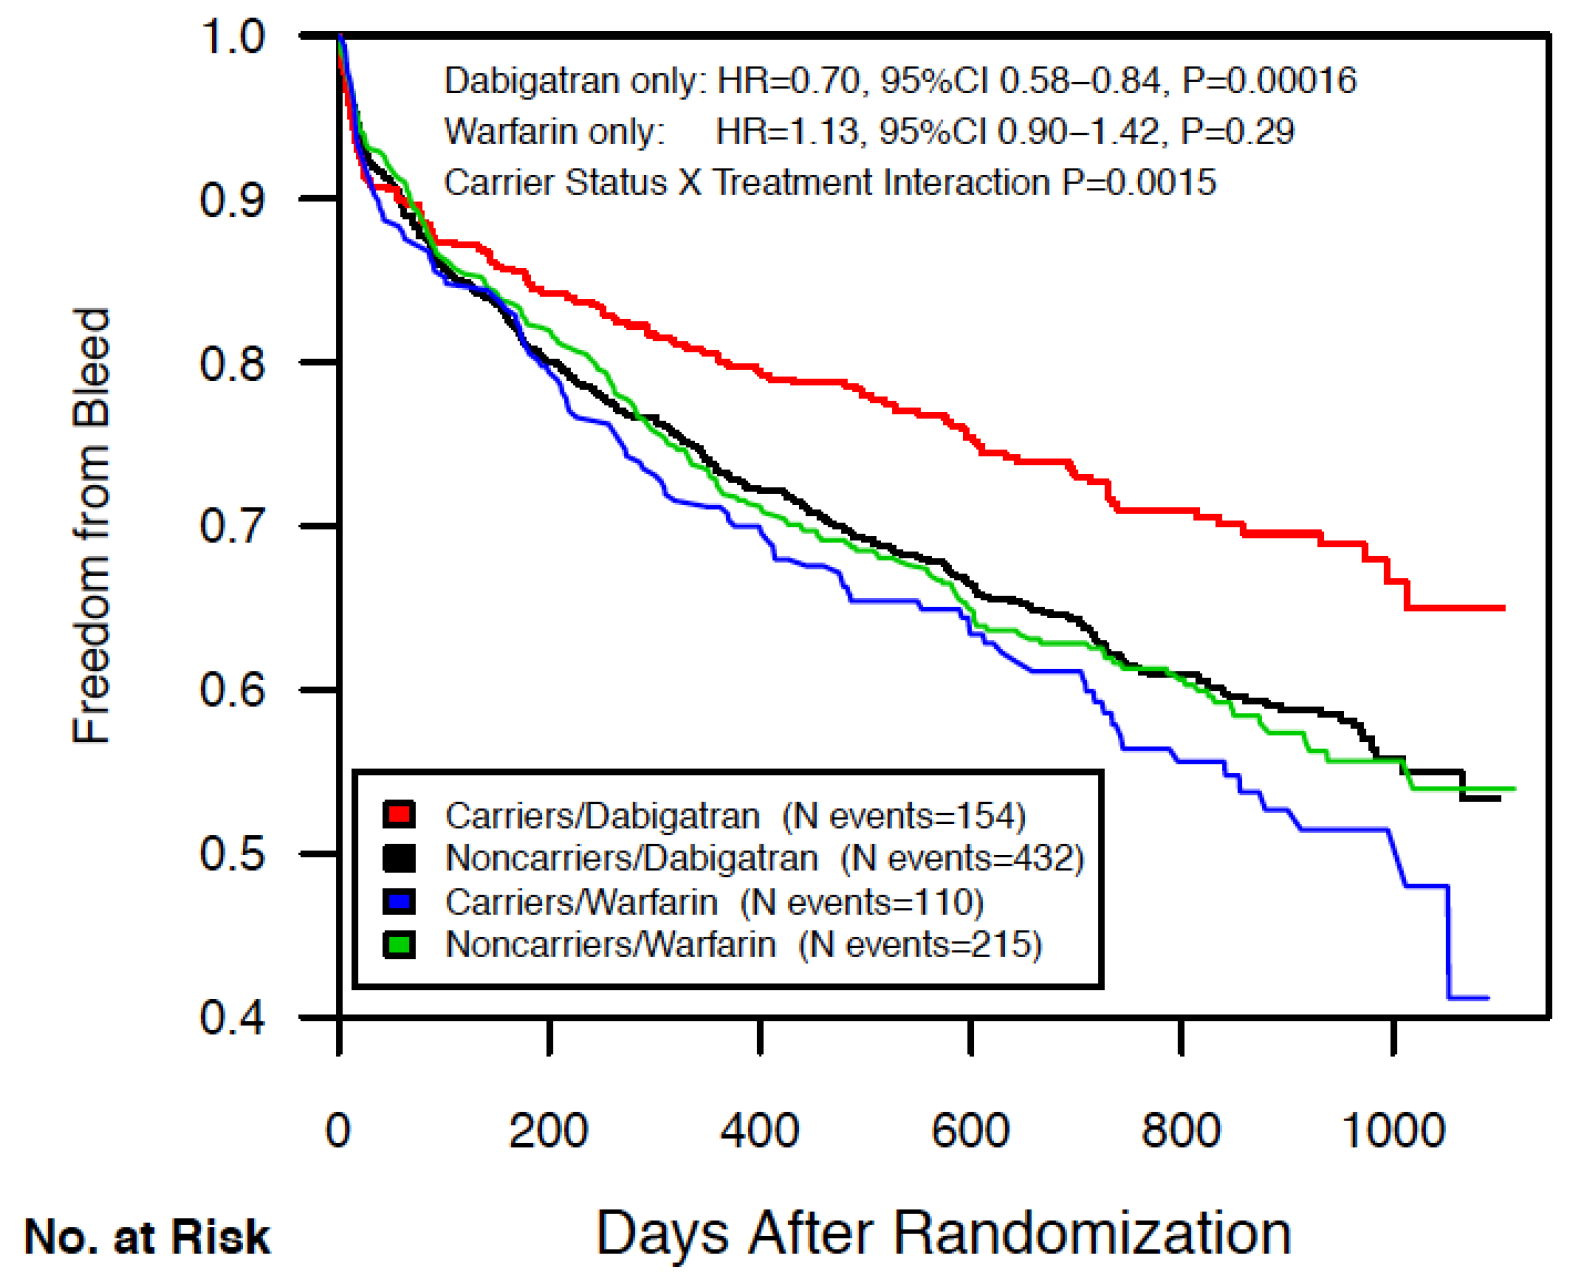 1.0
Dabigatran only: HR=0.70, 95%CI 0.58−0.84, P=0.00016
Warfarin only: HR=1.13, 95%CI 0.90−1.42, P=0.29
Carrier Status X Treatment Interaction P=0.0015
0.9
0.8
0.7
0.6
0.5
0.4
Freedom from Bleed
Carriers/Dabigatran (N events=154)
Noncarriers/Dabigatran (N events=432)
Carriers/Warfarin (N events=110)
Noncarriers/Warfarin (N events=215)
0 200 400 600 800 1000
Days After Randomization
No. at Risk